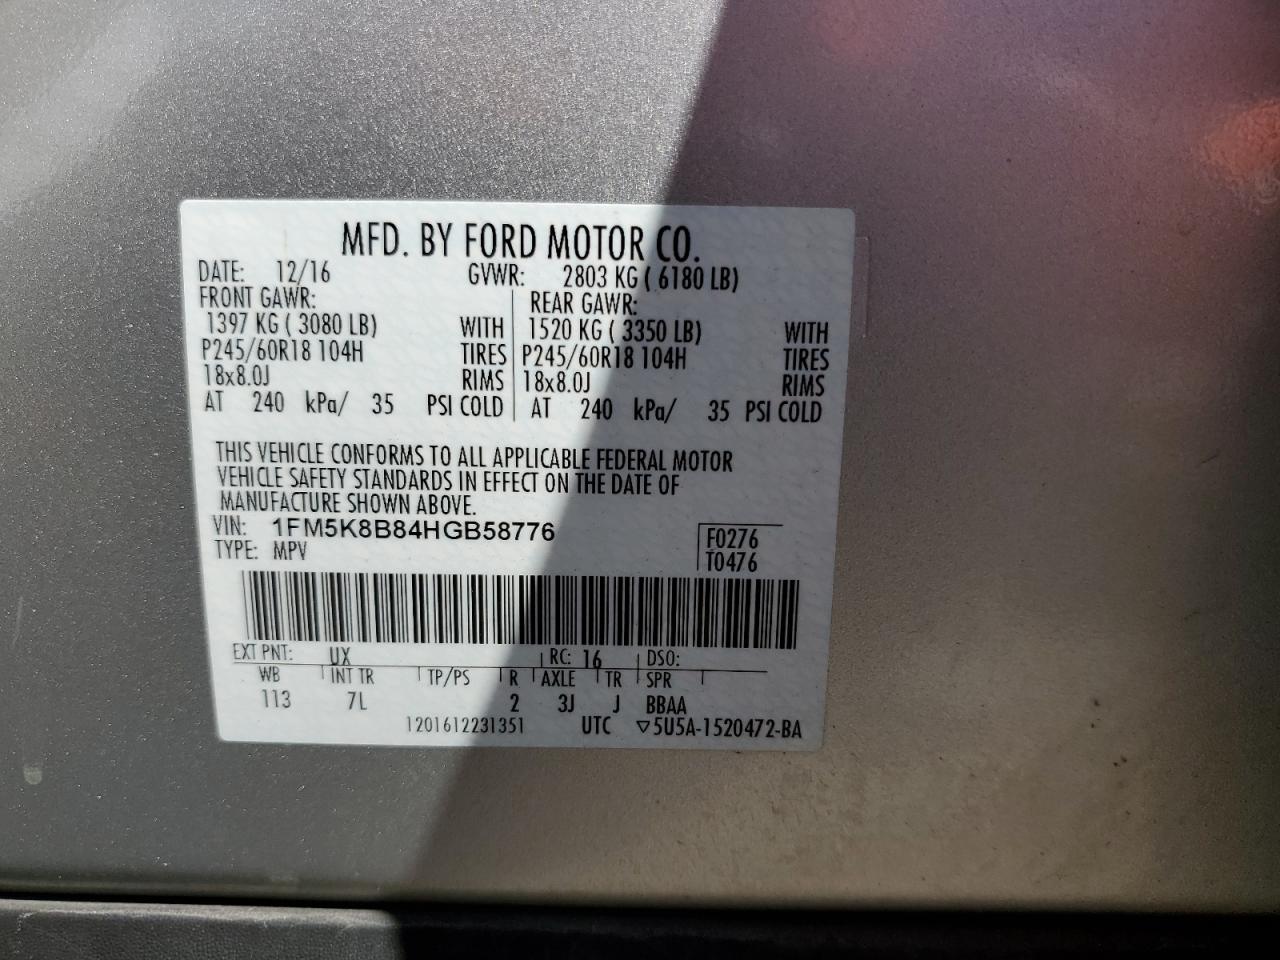 MFD. BY FORD MOTOR CO.
DATE: 12/16 GVWR: 2803 KG ( 6180 LB)
FRONT GAWR: REAR GAWR:
1397 KG ( 3080 LB) WITH 1520 KG ( 3350 LB) WITH
P245/60R18 104H TIRES P245/60R18 104H TIRES
18x8.0J RIMS 18x8.0J RIMS
AT 240 kPa/ 35 PSI COLD AT 240 kPa/ 35 PSI COLD
THIS VEHICLE CONFORMS TO ALL APPLICABLE FEDERAL MOTOR
VEHICLE SAFETY STANDARDS IN EFFECT ON THE DATE OF
MANUFACTURE SHOWN ABOVE.
VIN: 1FM5K8B84HGB58776 F0276
TYPE: MPV T0476
EXT PNT: UX RC: 16 DSO:
WB INT TR TP/PS R AXLE TR SPR
113 7L 2 3J J BBAA
1201612231351 UTC ▽5U5A-1520472-BA